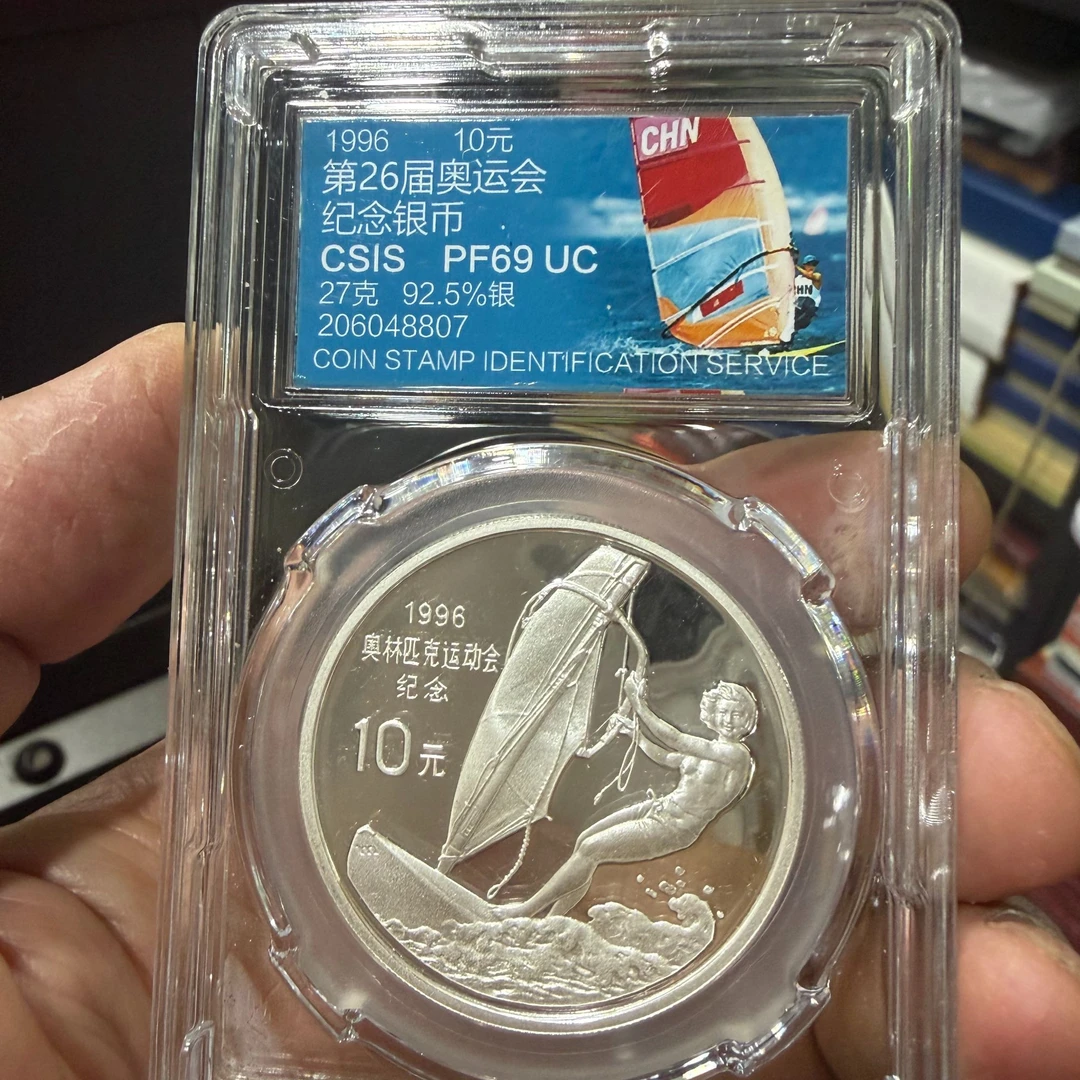 1996 10元
CHN
第26届奥运会
纪念银币
CSIS PF69 UC
27克 92.5%银
HN
206048807
COIN STAMP IDENTIFICATION SERVICE
1996
奥林匹克运动会
纪念
10元